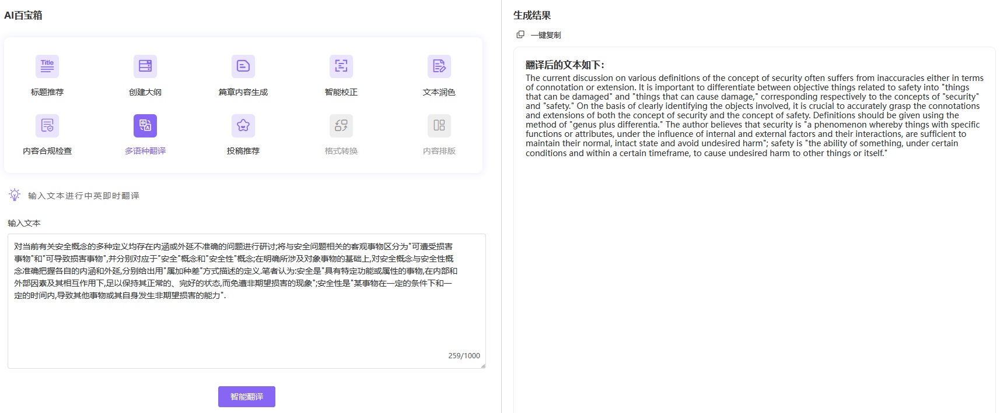 AI百宝箱
Title
标题推荐
创建大纲
篇章内容生成
智能校正
文本润色
内容合规检查
多语种翻译
投稿推荐
格式转换
内容排版
输入文本进行中英即时翻译
输入文本
对当前有关安全概念的多种定义均存在内涵或外延不准确的问题进行研讨;将与安全问题相关的客观事物区分为"可遭受损害
事物"和"可导致损害事物",并分别对应于"安全"概念和"安全性"概念;在明确所涉及对象事物的基础上,对安全概念与安全性概
念准确把握各自的内涵和外延,分别给出用"属加种差"方式描述的定义.笔者认为:安全是"具有特定功能或属性的事物,在内部和
外部因素及其相互作用下,足以保持其正常的、完好的状态,而免遭非期望损害的现象";安全性是"某事物在一定的条件下和一
定的时间内,导致其他事物或其自身发生非期望损害的能力".
259/1000
智能翻译
生成结果
一键复制
翻译后的文本如下：
The current discussion on various definitions of the concept of security often suffers from inaccuracies either in terms
of connotation or extension. It is important to differentiate between objective things related to safety into "things
that can be damaged" and "things that can cause damage," corresponding respectively to the concepts of "security"
and "safety." On the basis of clearly identifying the objects involved, it is crucial to accurately grasp the connotations
and extensions of both the concept of security and the concept of safety. Definitions should be given using the
method of "genus plus differentia." The author believes that security is "a phenomenon whereby things with specific
functions or attributes, under the influence of internal and external factors and their interactions, are sufficient to
maintain their normal, intact state and avoid undesired harm"; safety is "the ability of something, under certain
conditions and within a certain timeframe, to cause undesired harm to other things or itself."